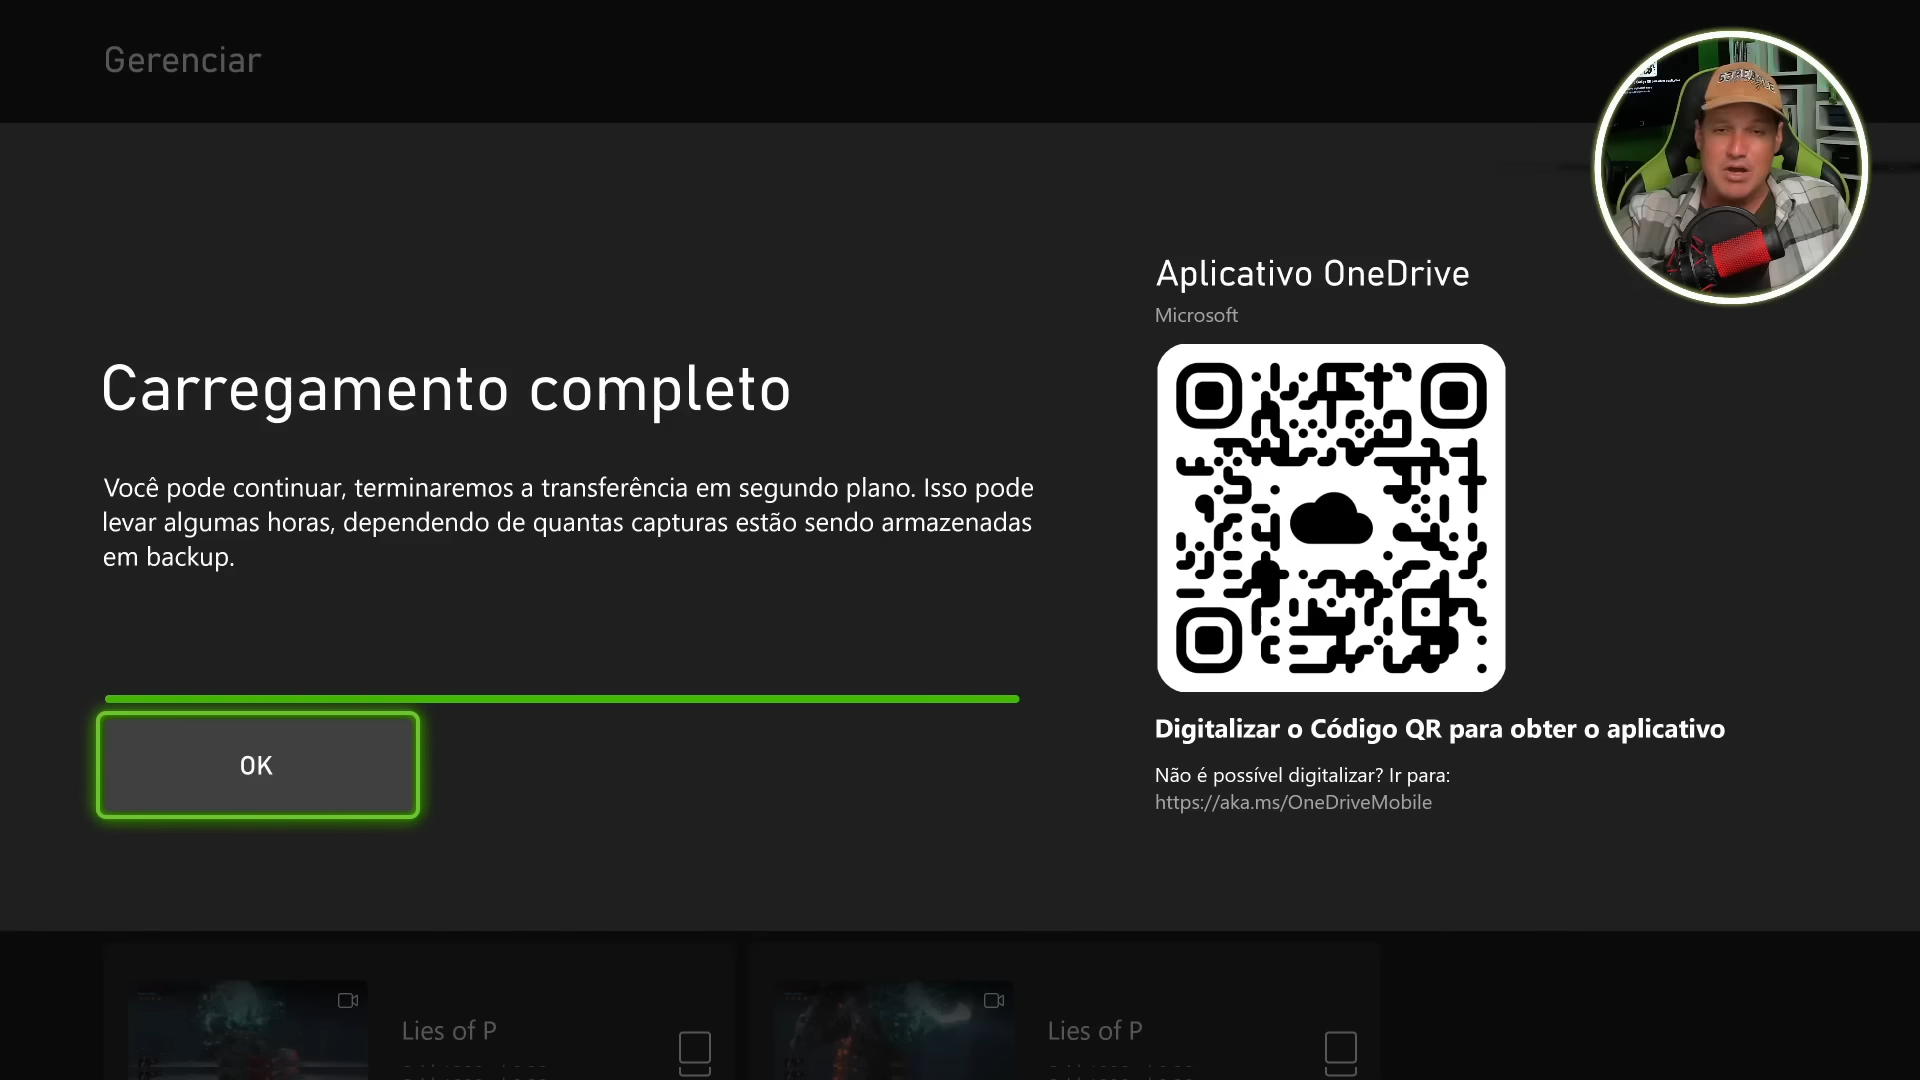 Gerenciar
Aplicativo OneDrive
Microsoft
Carregamento completo
Você pode continuar, terminaremos a transferência em segundo plano. Isso pode
levar algumas horas, dependendo de quantas capturas estão sendo armazenadas
em backup.
OK
Digitalizar o Código QR para obter o aplicativo
Não é possível digitalizar? Ir para:
https://aka.ms/OneDriveMobile
Lies of P
Lies of P